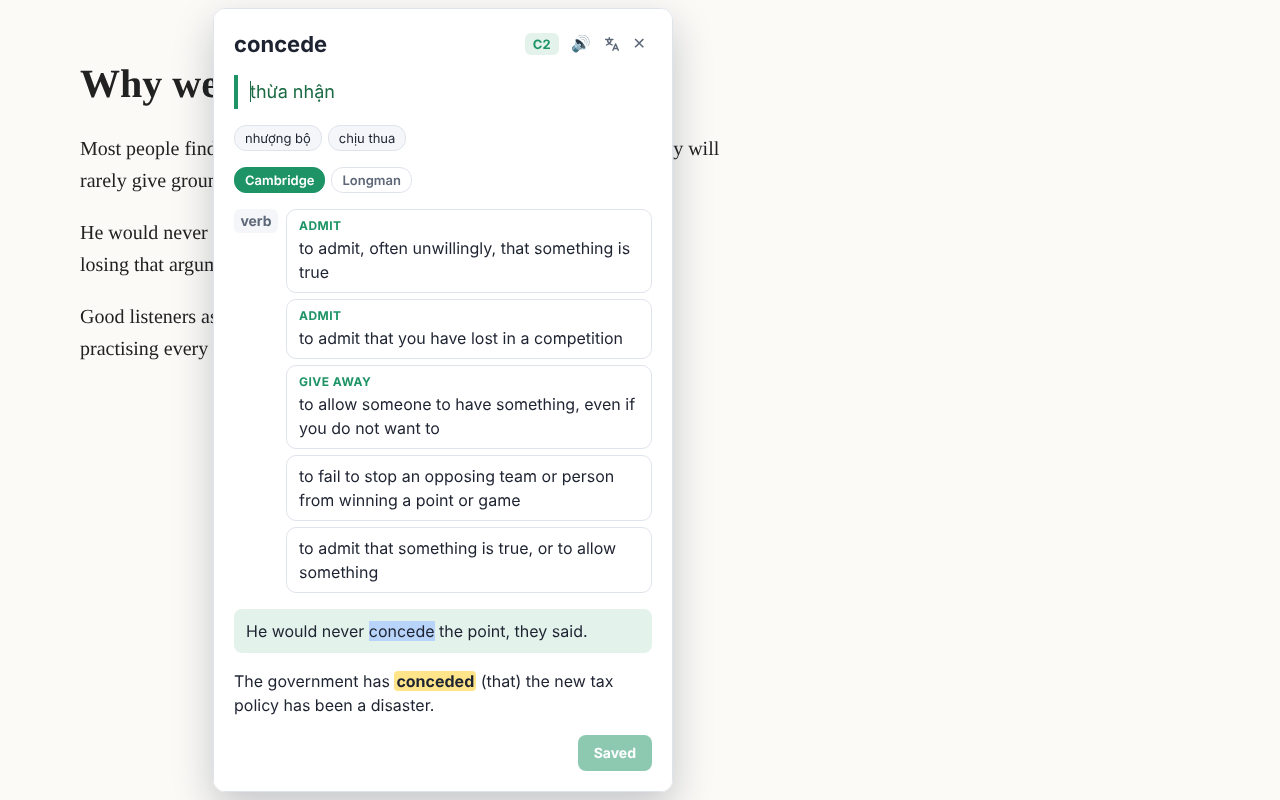 concede
C2
thừa nhận
nhượng bộ
chịu thua
Cambridge
Longman
verb
ADMIT
to admit, often unwillingly, that something is
true
ADMIT
to admit that you have lost in a competition
GIVE AWAY
to allow someone to have something, even if
you do not want to
to fail to stop an opposing team or person
from winning a point or game
to admit that something is true, or to allow
something
He would never concede the point, they said.
The government has conceded (that) the new tax
policy has been a disaster.
Saved
Why we
Most people
y will
rarely give
He would never
losing that
Good listeners
practising every